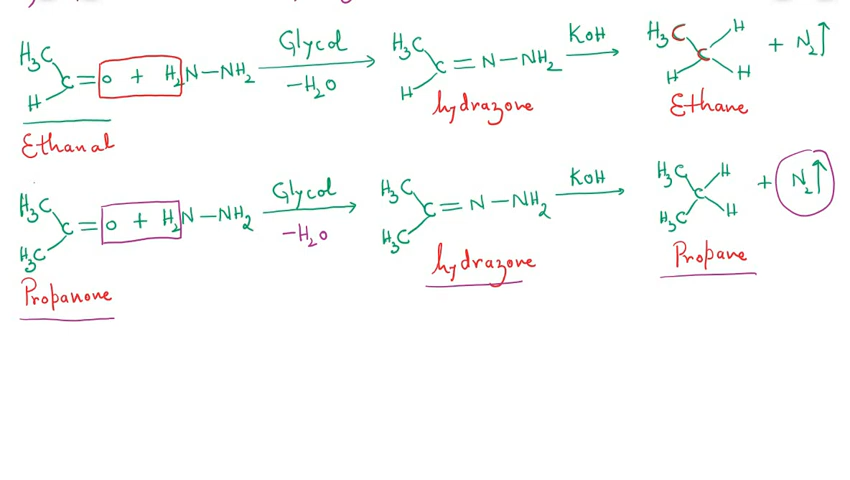 H₃C
C=O + H₂N—NH₂ Glycol −H₂O H₃C C=N—NH₂ KOH H₃C C H + N₂↑
H H H H
Ethanal hydrazone Ethane
H₃C
C=O + H₂N—NH₂ Glycol −H₂O H₃C C=N—NH₂ KOH H₃C C H + N₂↑
H₃C H₃C H₃C H
Propanone hydrazone Propane